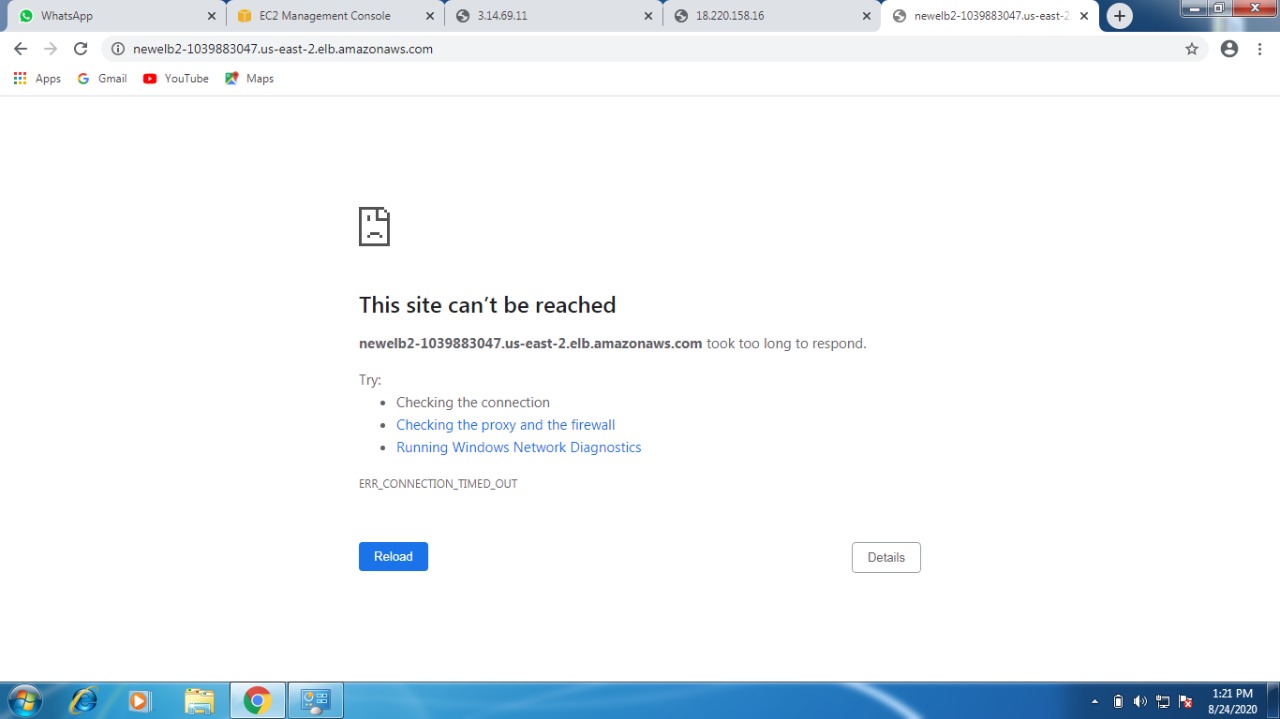 WhatsApp
EC2 Management Console
3.14.69.11
18.220.158.16
newelb2-1039883047.us-east-2
newelb2-1039883047.us-east-2.elb.amazonaws.com
Apps
Gmail
YouTube
Maps
This site can’t be reached
newelb2-1039883047.us-east-2.elb.amazonaws.com took too long to respond.
Try:
Checking the connection
Checking the proxy and the firewall
Running Windows Network Diagnostics
ERR_CONNECTION_TIMED_OUT
Reload
Details
1:21 PM
8/24/2020